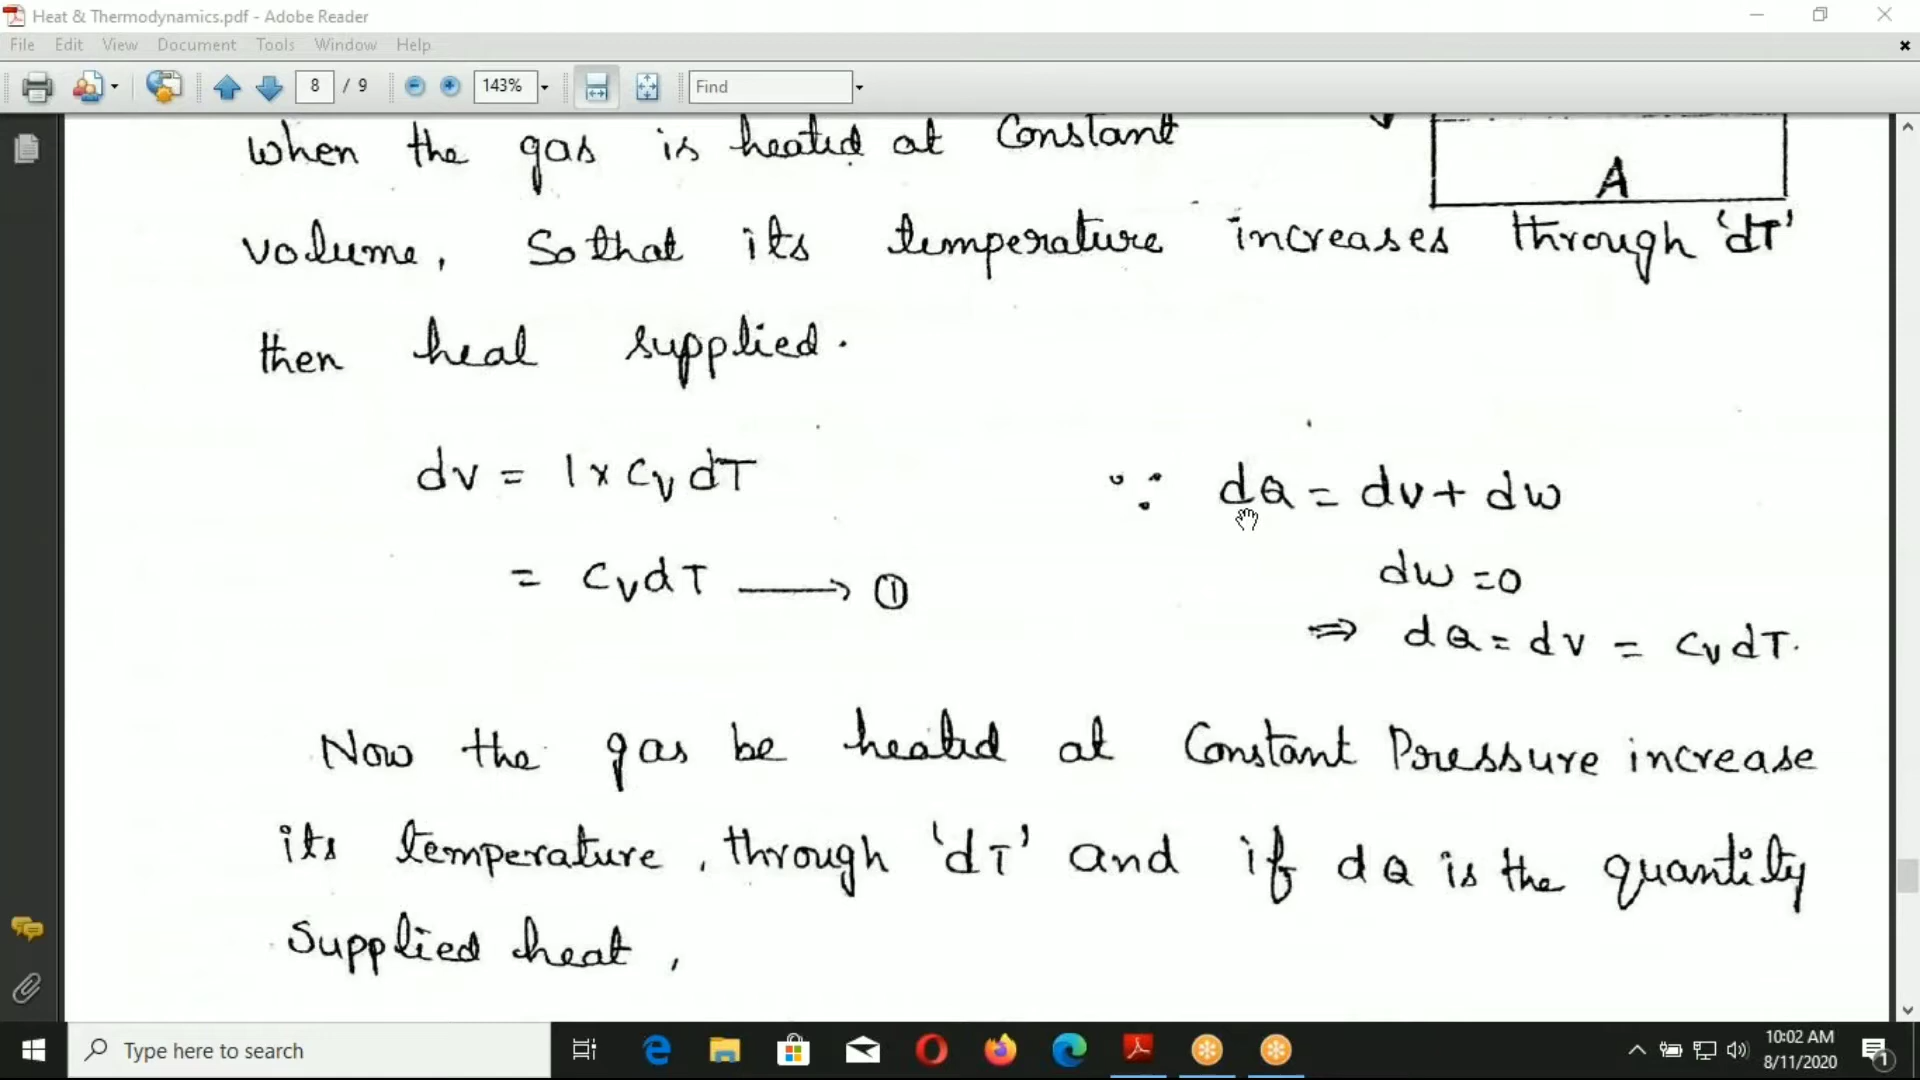 Heat & Thermodynamics.pdf - Adobe Reader
File Edit View Document Tools Window Help
8 / 9 143% Find
when the gas is heated at Constant
A
volume, So that its temperature increases through 'dT'
then heal supplied.
dv = 1 x CvdT
∵ dQ = dv + dw
dw = 0
= CvdT ⟶ ①
⇒ dQ = dv = CvdT.
Now the gas be heated at Constant Pressure increase
its temperature, through 'dT' and if dQ is the quantity
Supplied heat,
Type here to search
10:02 AM
8/11/2020
1